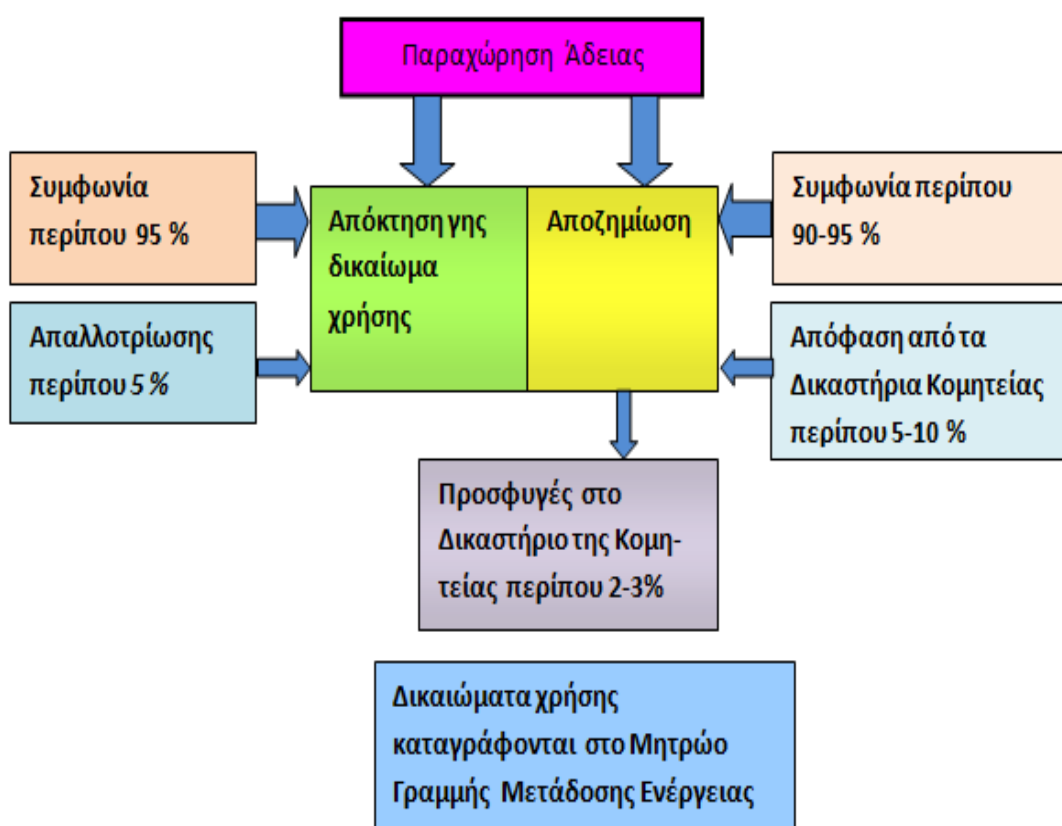 Παραχώρηση Άδειας
Συμφωνία
περίπου 95 %
Απόκτηση γης
δικαίωμα
χρήσης
Αποζημίωση
Συμφωνία περίπου
90-95 %
Απαλλοτρίωσης
περίπου 5 %
Απόφαση από τα
Δικαστήρια Κομητείας
περίπου 5-10 %
Προσφυγές στο
Δικαστήριο της Κομη-
τείας περίπου 2-3%
Δικαιώματα χρήσης
καταγράφονται στο Μητρώο
Γραμμής Μετάδοσης Ενέργειας